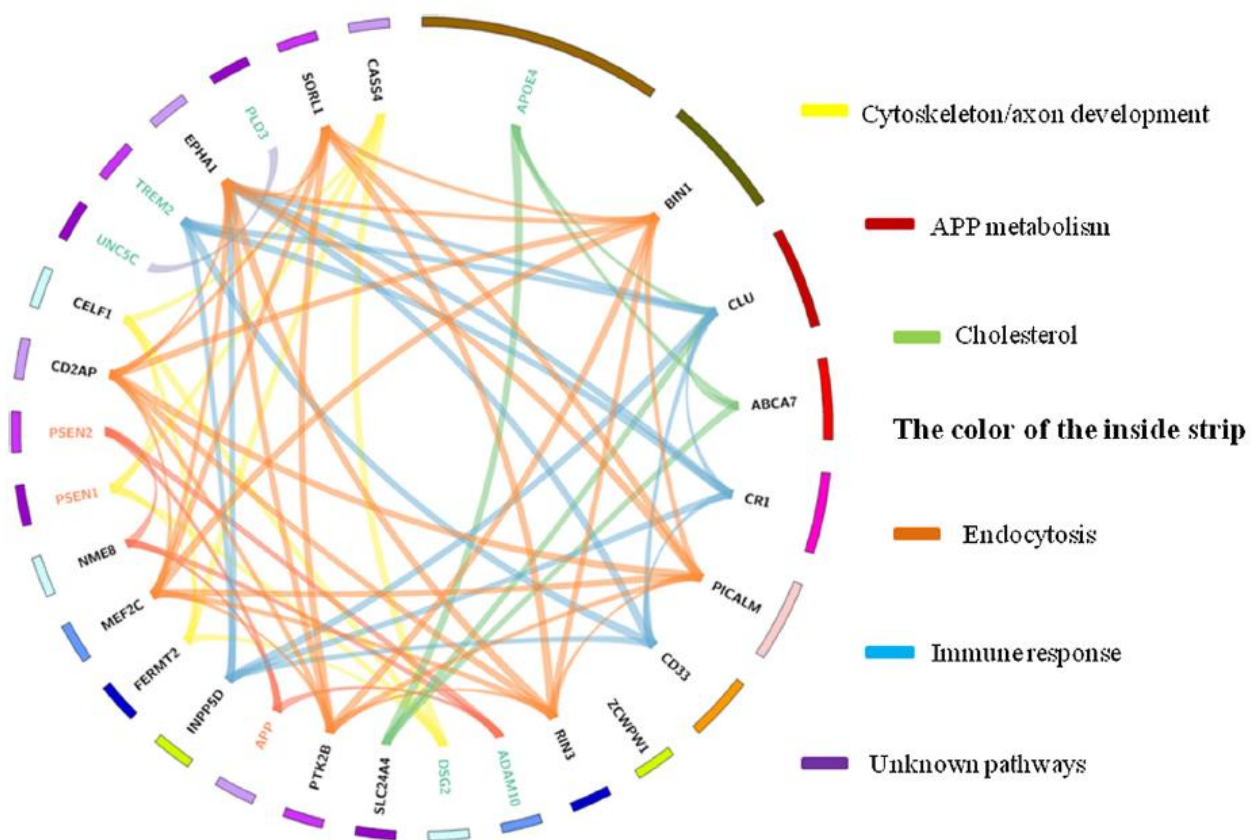 CASS4
SORL1
PLD3
EPHA1
TREM2
UNC5C
CELF1
CD2AP
PSEN2
PSEN1
NME8
MEF2C
FERMT2
INPP5D
APP
PTK2B
SLC24A4
DSG2
ADAM10
RIN3
ZCWPW1
CD33
PICALM
CR1
ABCA7
CLU
BIN1
APOE4
Cytoskeleton/axon development
APP metabolism
Cholesterol
The color of the inside strip
Endocytosis
Immune response
Unknown pathways